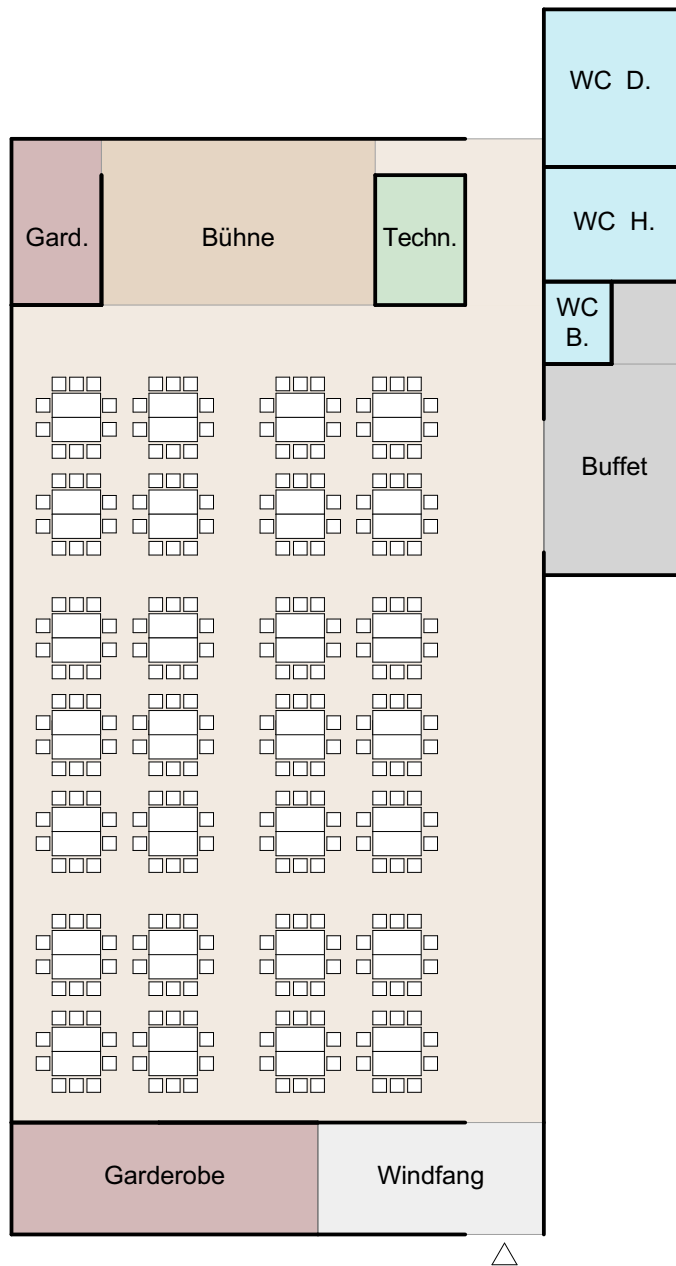 WC D.
WC H.
Gard.
Bühne
Techn.
WC
B.
Buffet
Garderobe
Windfang